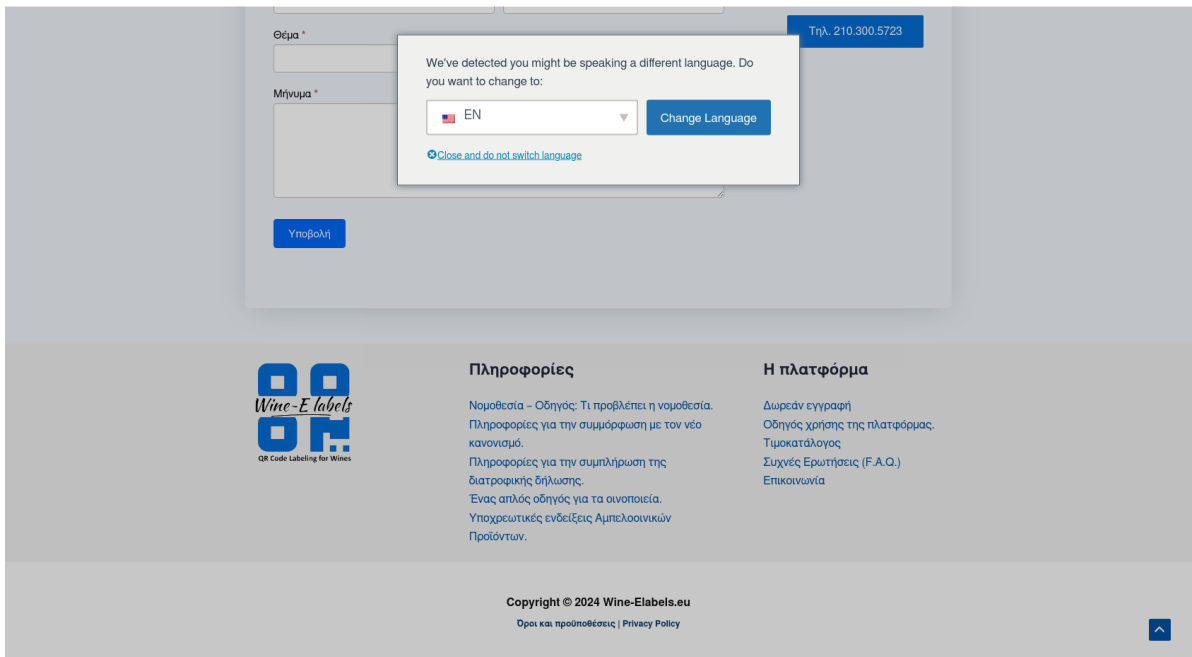 Θέμα *
Τηλ. 210.300.5723
We've detected you might be speaking a different language. Do
you want to change to:
Μήνυμα *
EN
Change Language
Close and do not switch language
Υποβολή
Wine-E labels
QR Code Labeling for Wines
Πληροφορίες
Νομοθεσία – Οδηγός: Τι προβλέπει η νομοθεσία.
Πληροφορίες για την συμμόρφωση με τον νέο
κανονισμό.
Πληροφορίες για την συμπλήρωση της
διατροφικής δήλωσης.
Ένας απλός οδηγός για τα οινοποιεία.
Υποχρεωτικές ενδείξεις Αμπελοοινικών
Προϊόντων.
Η πλατφόρμα
Δωρεάν εγγραφή
Οδηγός χρήσης της πλατφόρμας.
Τιμοκατάλογος
Συχνές Ερωτήσεις (F.A.Q.)
Επικοινωνία
Copyright © 2024 Wine-Elabels.eu
Όροι και προϋποθέσεις | Privacy Policy